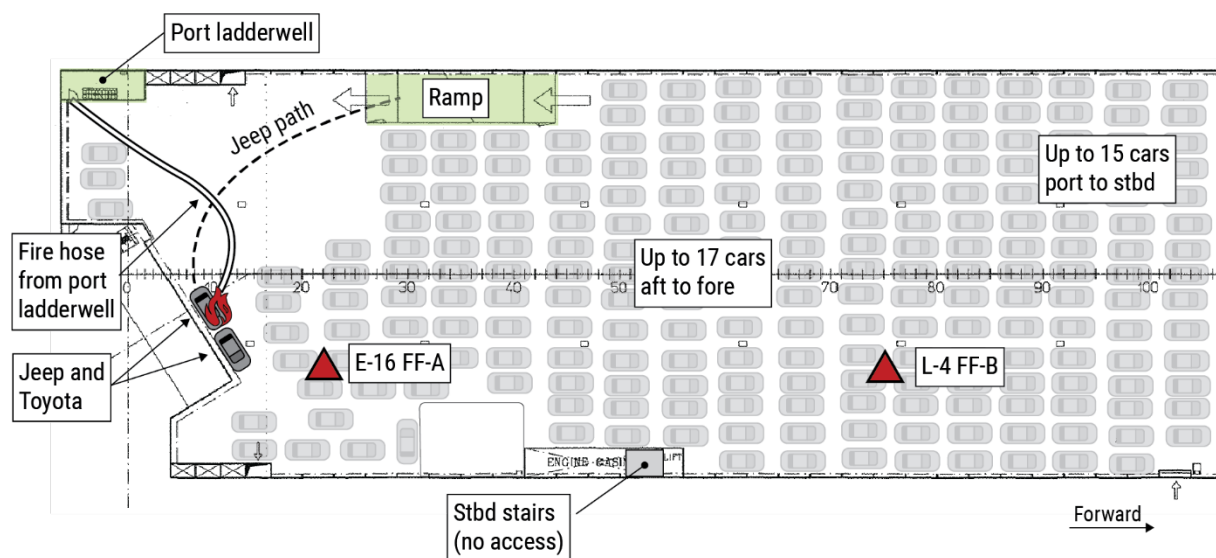 Port ladderwell
Ramp
Jeep path
Up to 15 cars
port to stbd
Fire hose
from port
ladderwell
Up to 17 cars
aft to fore
0
10
20
30
40
50
60
70
80
90
100
Jeep and
Toyota
E-16 FF-A
L-4 FF-B
ENGINE CASING
LIFT
Stbd stairs
(no access)
Forward